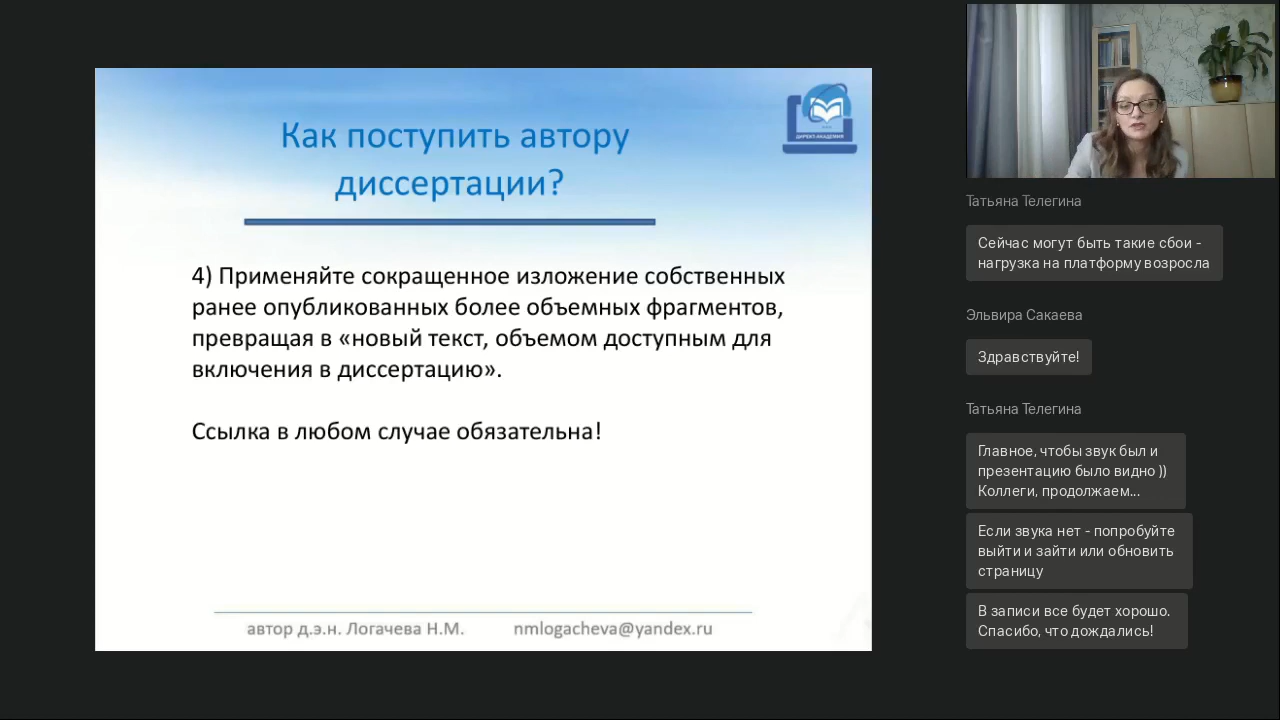 Как поступить автору
диссертации?
ДИРЕКТ-АКАДЕМИЯ
4) Применяйте сокращенное изложение собственных
ранее опубликованных более объемных фрагментов,
превращая в «новый текст, объемом доступным для
включения в диссертацию».
Ссылка в любом случае обязательна!
автор д.э.н. Логачева Н.М. nmlogacheva@yandex.ru
Татьяна Телегина
Сейчас могут быть такие сбои -
нагрузка на платформу возросла
Эльвира Сакаева
Здравствуйте!
Татьяна Телегина
Главное, чтобы звук был и
презентацию было видно ))
Коллеги, продолжаем...
Если звука нет - попробуйте
выйти и зайти или обновить
страницу
В записи все будет хорошо.
Спасибо, что дождались!